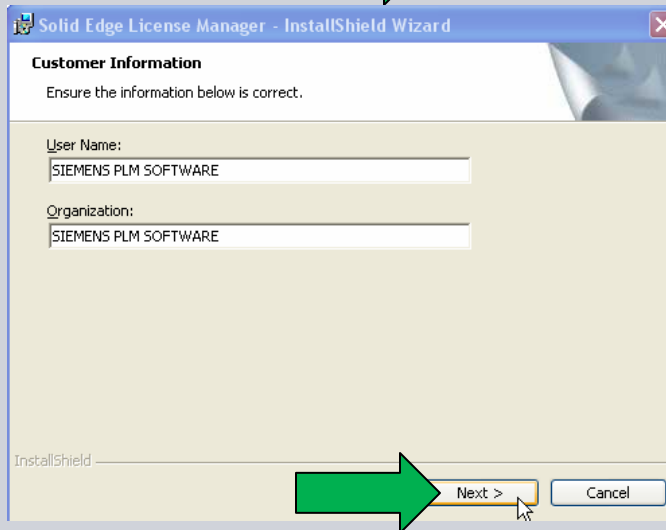 Solid Edge License Manager - InstallShield Wizard
Customer Information
Ensure the information below is correct.
User Name:
SIEMENS PLM SOFTWARE
Organization:
SIEMENS PLM SOFTWARE
InstallShield
Next > Cancel